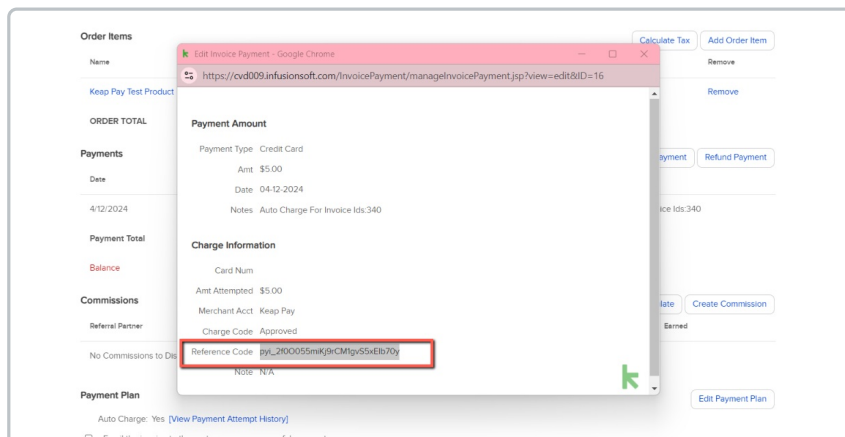 Order Items
Calculate Tax
Add Order Item
Edit Invoice Payment - Google Chrome
Name
Remove
https://cvd009.infusionsoft.com/InvoicePayment/manageInvoicePayment.jsp?view=edit&ID=16
Keap Pay Test Product
Remove
ORDER TOTAL
Payment Amount
Payments
ayment
Refund Payment
Payment Type Credit Card
Date
Amt $5.00
Date 04-12-2024
4/12/2024
Notes Auto Charge For Invoice Ids:340
ice Ids:340
Payment Total
Charge Information
Balance
Card Num
Amt Attempted $5.00
Commissions
Merchant Acct Keap Pay
Create Commission
Referral Partner
Charge Code Approved
Earned
No Commissions to Dis
Reference Code pyi_2f0O055miKj9rCM1gvS5xElb70y
Note N/A
Payment Plan
Edit Payment Plan
Auto Charge: Yes [View Payment Attempt History]